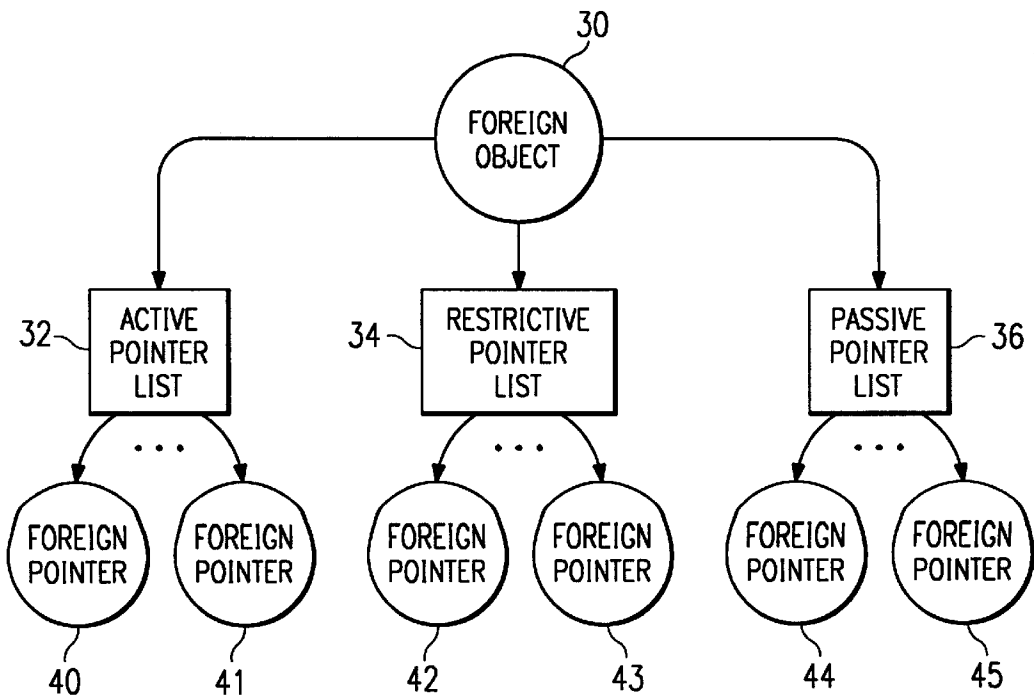 30
FOREIGN
OBJECT
32
ACTIVE
POINTER
LIST
34
RESTRICTIVE
POINTER
LIST
PASSIVE
POINTER
LIST
36
• • •
• • •
• • •
FOREIGN
POINTER
FOREIGN
POINTER
FOREIGN
POINTER
FOREIGN
POINTER
FOREIGN
POINTER
FOREIGN
POINTER
40
41
42
43
44
45